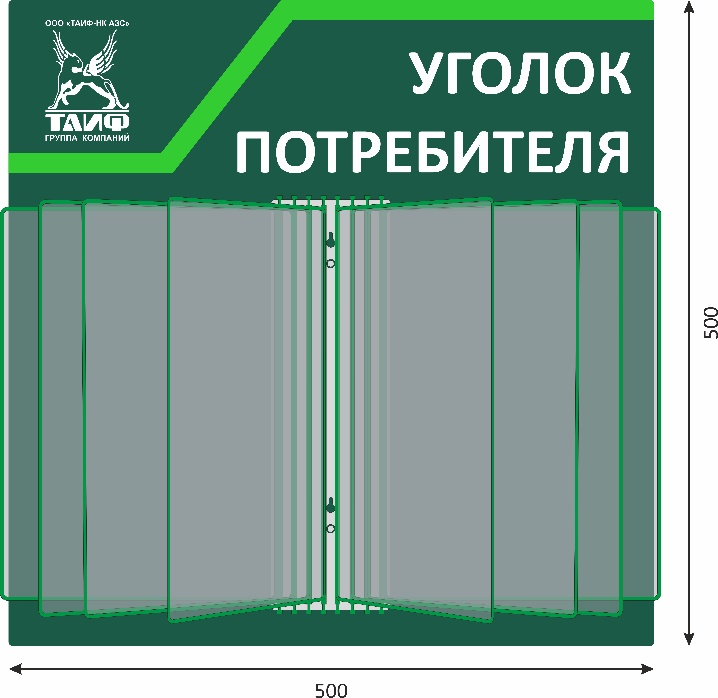 ООО «ТАИФ-НК АЗС»
ТАИФ
ГРУППА КОМПАНИЙ
УГОЛОК
ПОТРЕБИТЕЛЯ
500
500